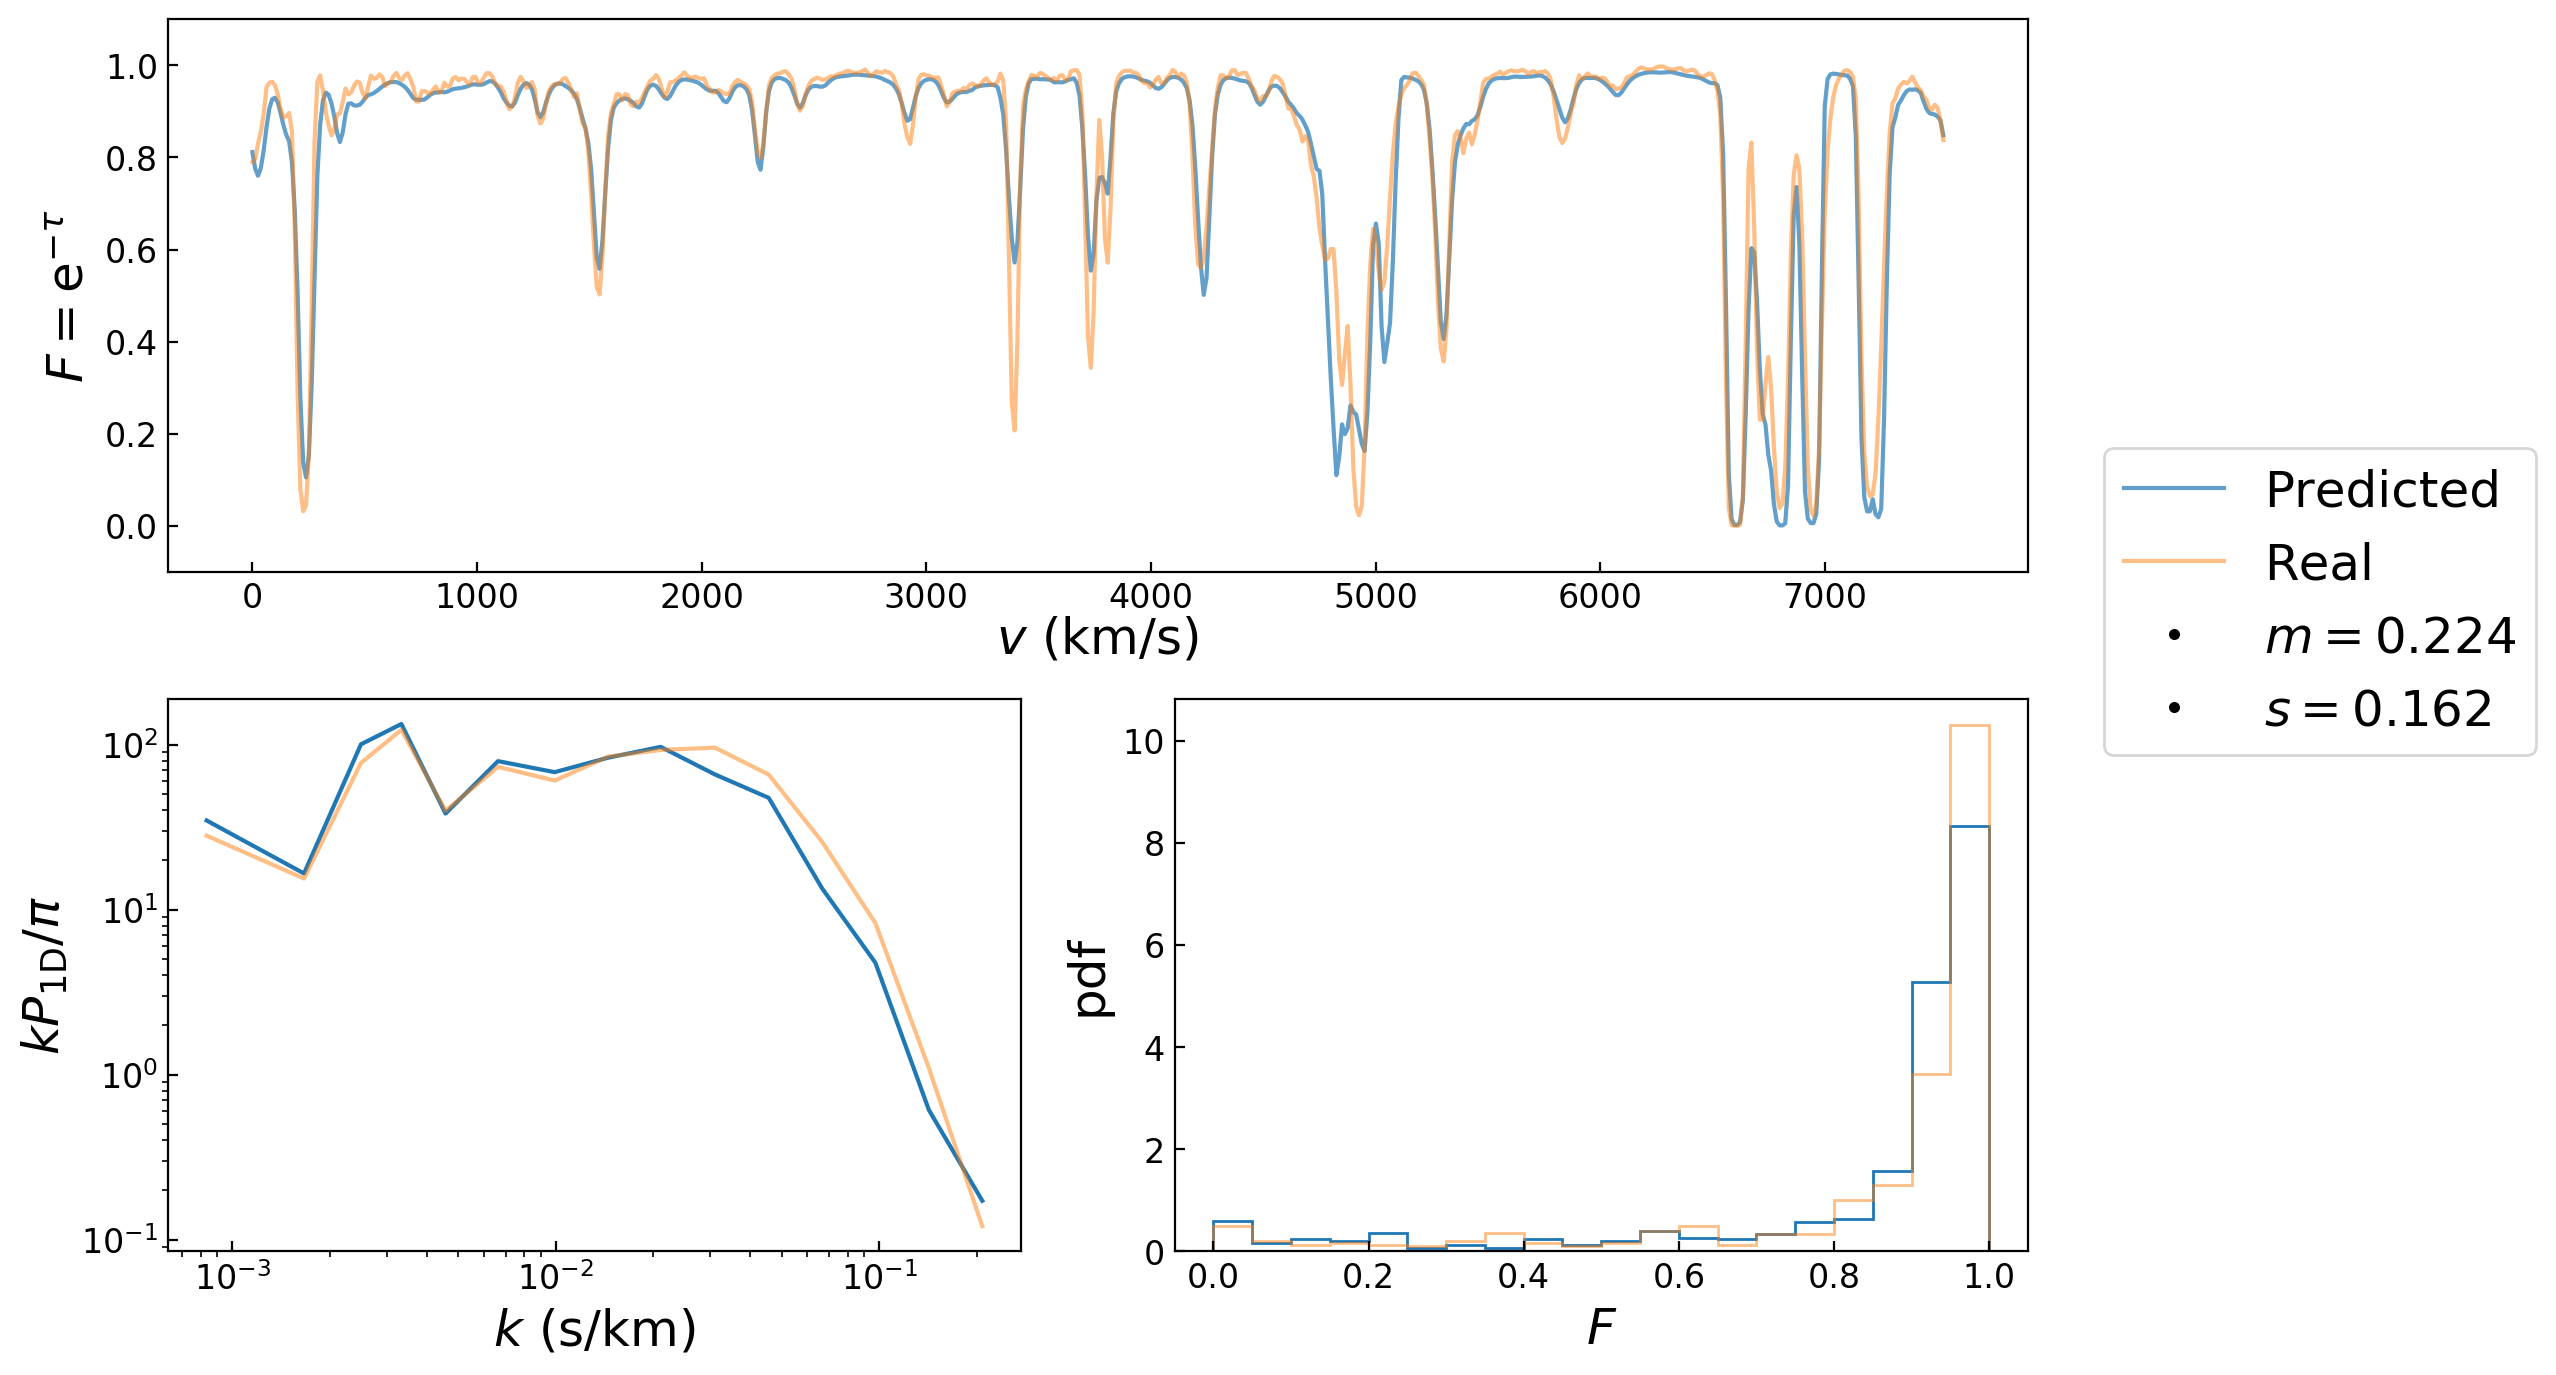 1.0
0.8
0.6
0.4
0.2
0.0
F = e^{-τ}
0 1000 2000 3000 4000 5000 6000 7000
v (km/s)
Predicted
Real
m = 0.224
s = 0.162
10^2
10^1
10^0
10^{-1}
kP_{1D}/π
10^{-3} 10^{-2} 10^{-1}
k (s/km)
10
8
6
4
2
0
pdf
0.0 0.2 0.4 0.6 0.8 1.0
F